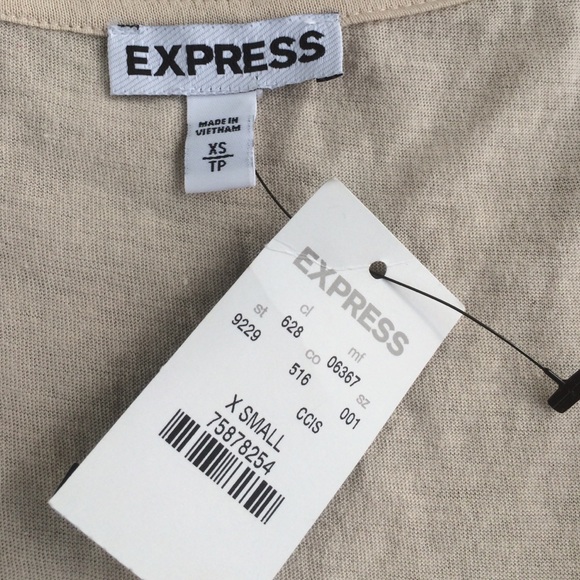 EXPRESS
MADE IN
VIETNAM
XS
TP
EXPRESS
st cl mf
9229 628 06367
co sz
516 001
CCIS
X SMALL
75878254